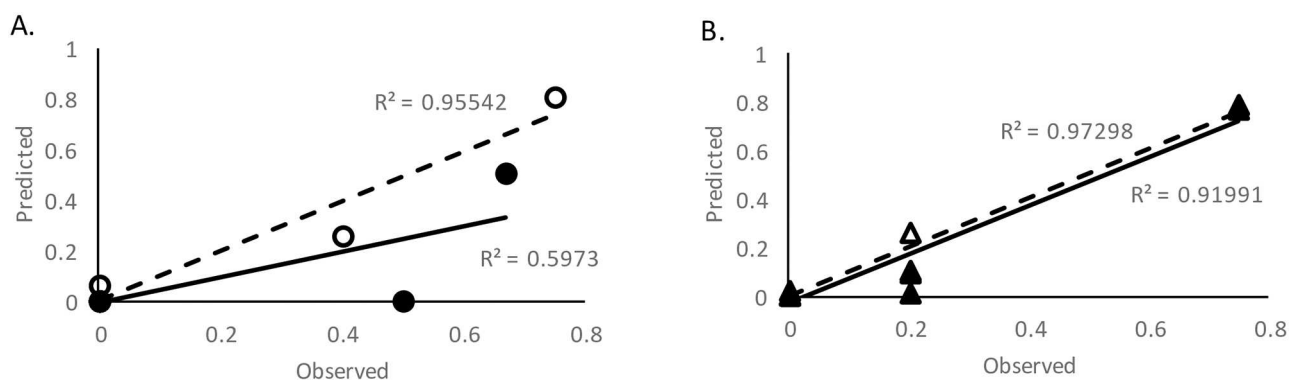 A.
1
0.8
0.6
0.4
0.2
0
Predicted
R² = 0.95542
R² = 0.5973
0 0.2 0.4 0.6 0.8
Observed
B.
1
0.8
0.6
0.4
0.2
0
Predicted
R² = 0.97298
R² = 0.91991
0 0.2 0.4 0.6 0.8
Observed